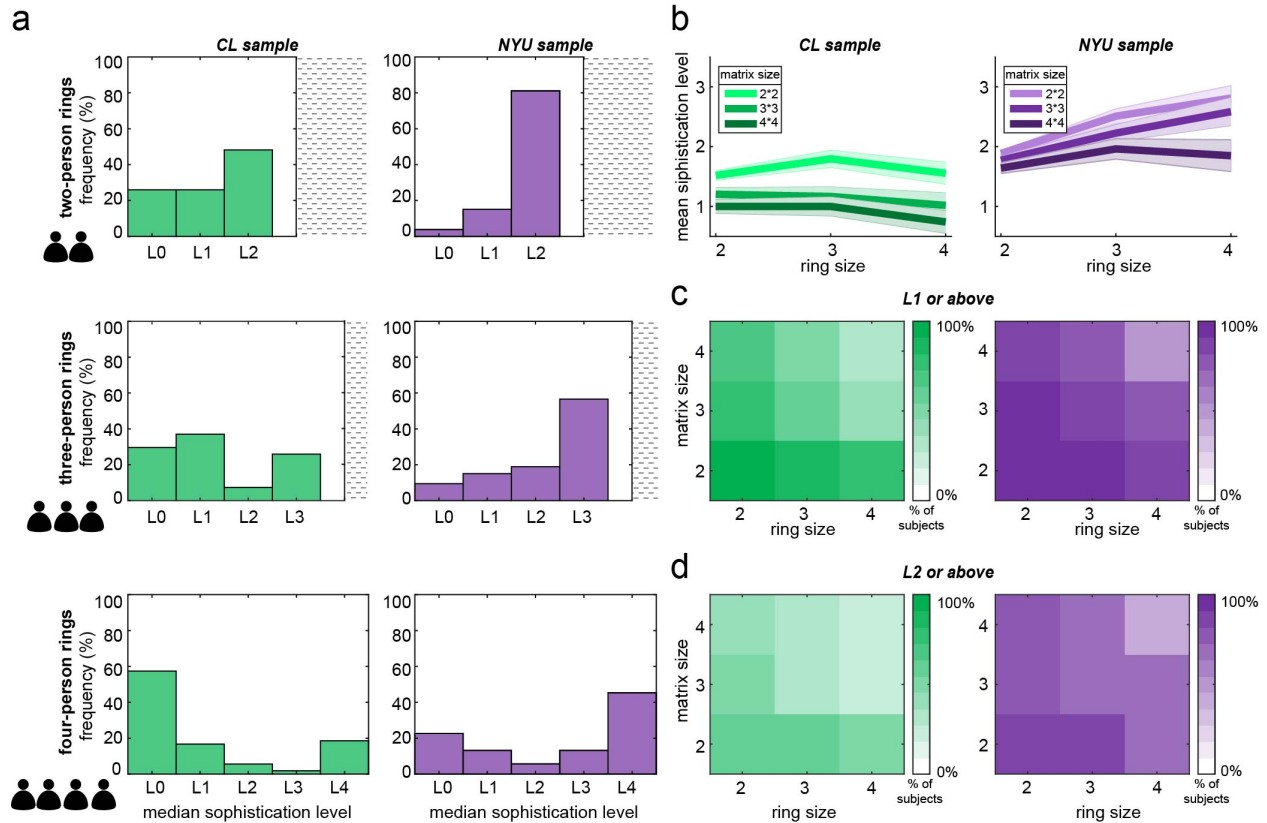 a
CL sample
NYU sample
two-person rings
frequency (%)
100
80
60
40
20
0
L0 L1 L2
100
80
60
40
20
0
L0 L1 L2
three-person rings
frequency (%)
100
80
60
40
20
0
L0 L1 L2 L3
100
80
60
40
20
0
L0 L1 L2 L3
four-person rings
frequency (%)
100
80
60
40
20
0
L0 L1 L2 L3 L4
median sophistication level
100
80
60
40
20
0
L0 L1 L2 L3 L4
median sophistication level
b
CL sample
mean siphistication level
3
2
1
matrix size
2*2
3*3
4*4
2 3 4
ring size
NYU sample
3
2
1
matrix size
2*2
3*3
4*4
2 3 4
ring size
c
L1 or above
matrix size
4
3
2
2 3 4
ring size
100%
0%
% of
subjects
4
3
2
2 3 4
ring size
100%
0%
% of
subjects
d
L2 or above
matrix size
4
3
2
2 3 4
ring size
100%
0%
% of
subjects
4
3
2
2 3 4
ring size
100%
0%
% of
subjects